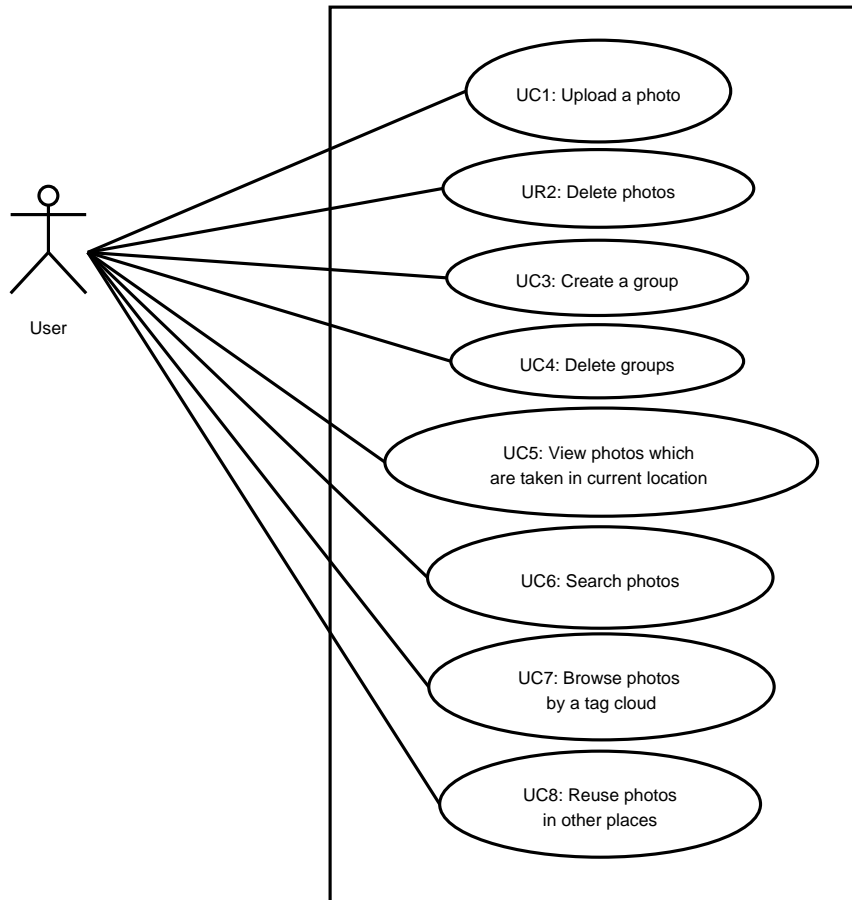 UC1: Upload a photo
UR2: Delete photos
UC3: Create a group
User
UC4: Delete groups
UC5: View photos which
are taken in current location
UC6: Search photos
UC7: Browse photos
by a tag cloud
UC8: Reuse photos
in other places